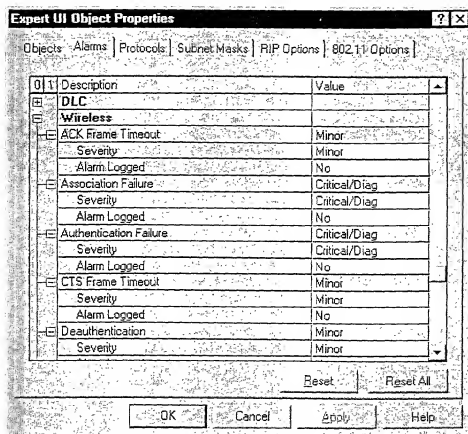 Expert UI Object Properties ? ×
Objects Alarms Protocols Subnet Masks RIP Options 802.11 Options
0 1 Description Value
DLC
Wireless
ACK Frame Timeout Minor
Severity Minor
Alarm Logged No
Association Failure Critical/Diag
Severity Critical/Diag
Alarm Logged No
Authentication Failure Critical/Diag
Severity Critical/Diag
Alarm Logged No
CTS Frame Timeout Minor
Severity Minor
Alarm Logged No
Deauthentication Minor
Severity Minor
Reset Reset All
OK Cancel Apply Help